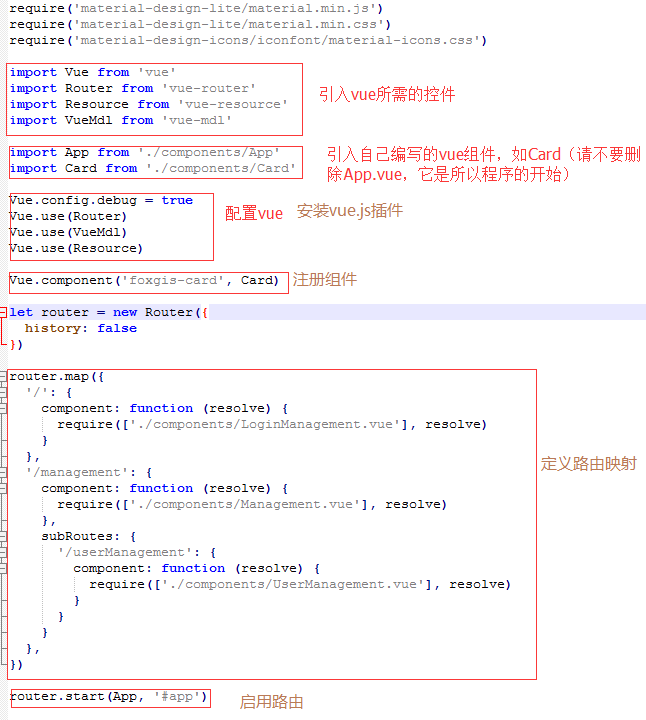 require('material-design-lite/material.min.js')
require('material-design-lite/material.min.css')
require('material-design-icons/iconfont/material-icons.css')
import Vue from 'vue'
import Router from 'vue-router'
import Resource from 'vue-resource'
import VueMdl from 'vue-mdl'
引入vue所需的控件
import App from './components/App'
import Card from './components/Card'
引入自己编写的vue组件，如Card（请不要删
除App.vue，它是所以程序的开始）
Vue.config.debug = true
Vue.use(Router)
Vue.use(VueMdl)
Vue.use(Resource)
配置vue 安装vue.js插件
Vue.component('foxgis-card', Card)
注册组件
let router = new Router({
  history: false
})
router.map({
  '/': {
    component: function (resolve) {
      require(['./components/LoginManagement.vue'], resolve)
    }
  },
  '/management': {
    component: function (resolve) {
      require(['./components/Management.vue'], resolve)
    },
    subRoutes: {
      '/userManagement': {
        component: function (resolve) {
          require(['./components/UserManagement.vue'], resolve)
        }
      }
    }
  },
})
定义路由映射
router.start(App, '#app')
启用路由